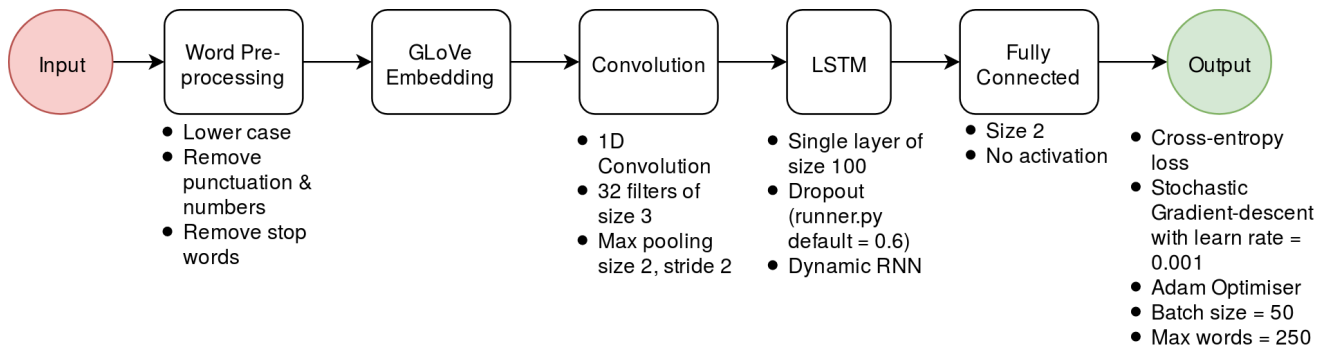 Input
Word Pre-
processing
GLoVe
Embedding
Convolution
LSTM
Fully
Connected
Output
● Lower case
● Remove
punctuation &
numbers
● Remove stop
words
● 1D
Convolution
● 32 filters of
size 3
● Max pooling
size 2, stride 2
● Single layer of
size 100
● Dropout
(runner.py
default = 0.6)
● Dynamic RNN
● Size 2
● No activation
● Cross-entropy
loss
● Stochastic
Gradient-descent
with learn rate =
0.001
● Adam Optimiser
● Batch size = 50
● Max words = 250